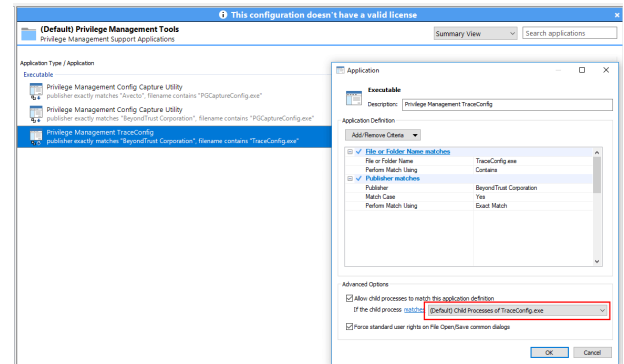 This configuration doesn't have a valid license
(Default) Privilege Management Tools
Privilege Management Support Applications
Summary View
Search applications
Application Type / Application
Executable
Privilege Management Config Capture Utility
publisher exactly matches "Avecto", filename contains "PGCaptureConfig.exe"
Privilege Management Config Capture Utility
publisher exactly matches "BeyondTrust Corporation", filename contains "PGCaptureConfig.exe"
Privilege Management TraceConfig
publisher exactly matches "BeyondTrust Corporation", filename contains "TraceConfig.exe"
Application
Executable
Description: Privilege Management TraceConfig
Application Definition
Add/Remove Criteria
File or Folder Name matches
File or Folder Name TraceConfig.exe
Perform Match Using Contains
Publisher matches
Publisher BeyondTrust Corporation
Match Case Yes
Perform Match Using Exact Match
Advanced Options
Allow child processes to match this application definition
If the child process matches (Default) Child Processes of TraceConfig.exe
Force standard user rights on File Open/Save common dialogs
OK Cancel